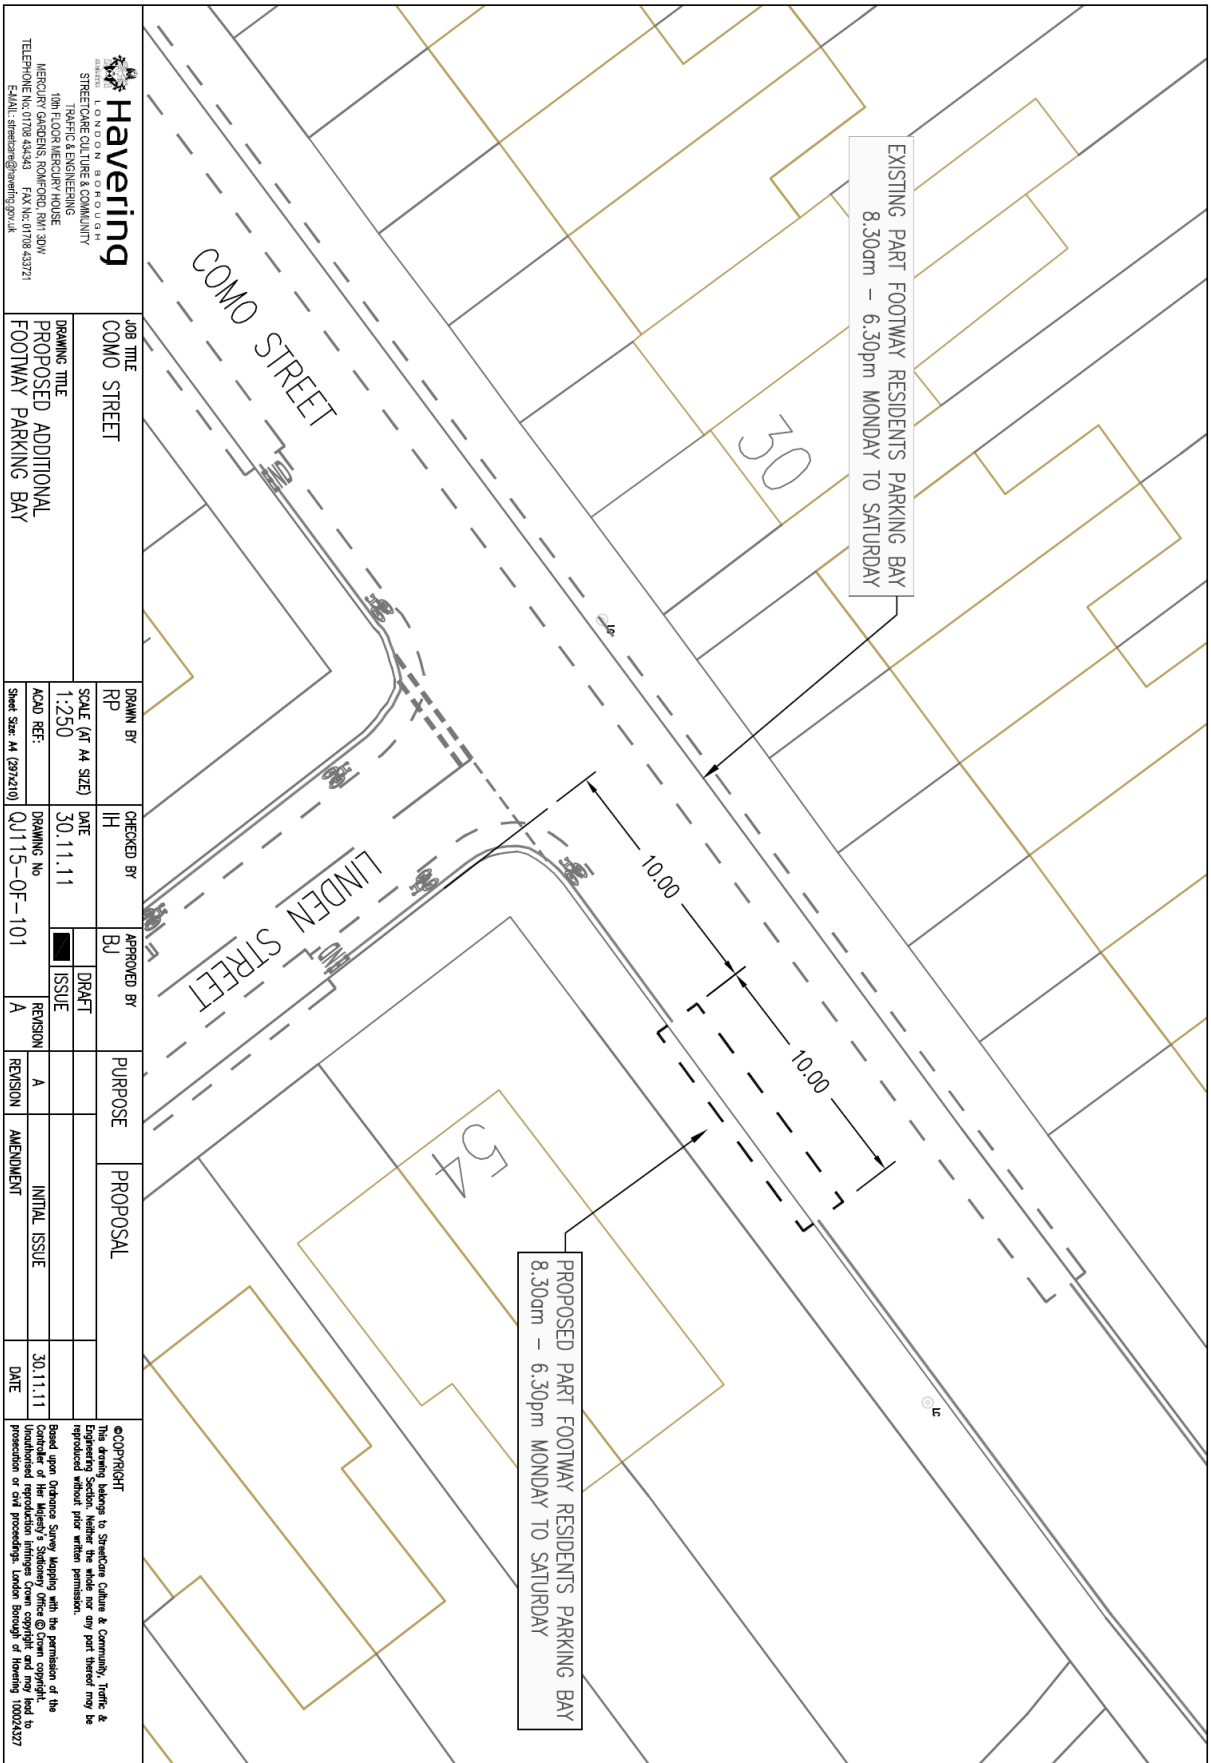 EXISTING PART FOOTWAY RESIDENTS PARKING BAY
8.30am - 6.30pm MONDAY TO SATURDAY
30
COMO STREET
LC
10.00
10.00
LINDEN STREET
END
END
54
LC
PROPOSED PART FOOTWAY RESIDENTS PARKING BAY
8.30am - 6.30pm MONDAY TO SATURDAY
Havering
LONDON BOROUGH
STREETCARE CULTURE & COMMUNITY
TRAFFIC & ENGINEERING
10th FLOOR MERCURY HOUSE
MERCURY GARDENS, ROMFORD, RM1 3DW
TELEPHONE No: 01708 434343 FAX No: 01708 433721
E-MAIL: streetcare@havering.gov.uk
JOB TITLE
COMO STREET
DRAWING TITLE
PROPOSED ADDITIONAL
FOOTWAY PARKING BAY
DRAWN BY
RP
CHECKED BY
IH
APPROVED BY
BJ
SCALE (AT A4 SIZE)
1:250
DATE
30.11.11
DRAFT
ISSUE
ACAD REF:
Sheet Size: A4 (297x210)
DRAWING No
QJ115-OF-101
REVISION
A
PURPOSE
PROPOSAL
A
INITIAL ISSUE
30.11.11
REVISION
AMENDMENT
DATE
©COPYRIGHT
This drawing belongs to StreetCare Culture & Community, Traffic &
Engineering Section. Neither the whole nor any part thereof may be
reproduced without prior written permission.
Based upon Ordnance Survey Mapping with the permission of the
Controller of Her Majesty's Stationery Office © Crown copyright.
Unauthorised reproduction infringes Crown copyright and may lead to
prosecution or civil proceedings. London Borough of Havering 100024327